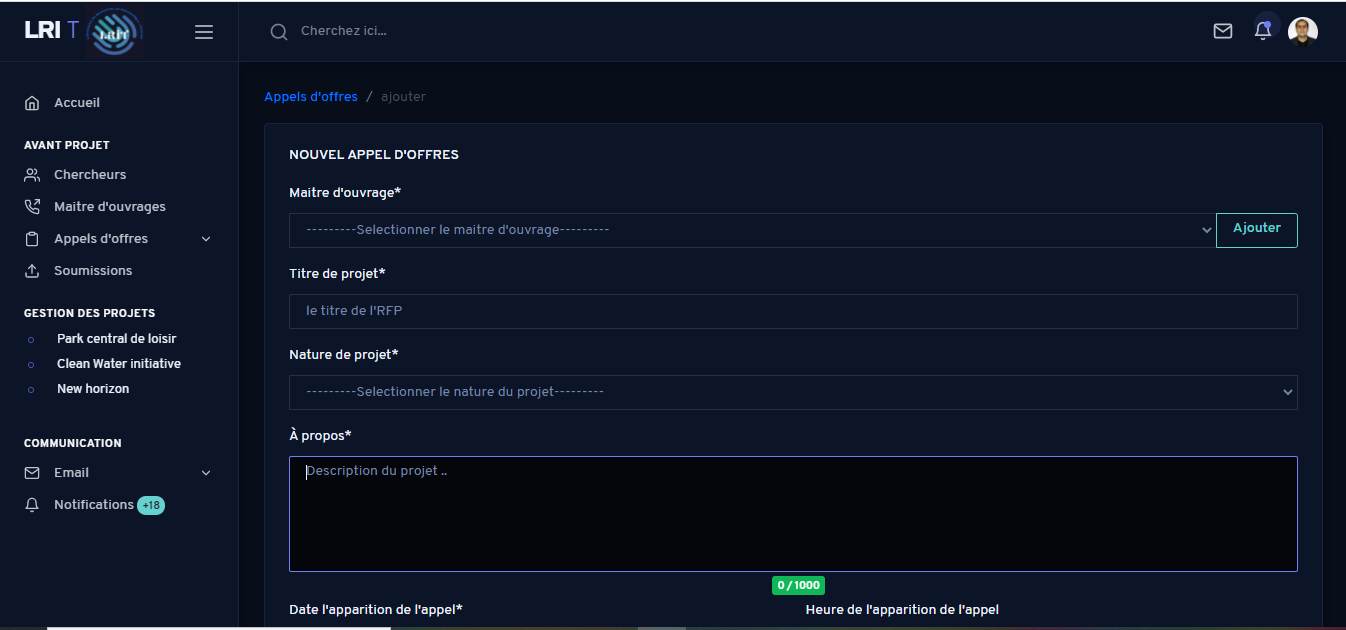 LRI T
LRIT
Cherchez ici...
Accueil
AVANT PROJET
Chercheurs
Maitre d'ouvrages
Appels d'offres
Soumissions
GESTION DES PROJETS
Park central de loisir
Clean Water initiative
New horizon
COMMUNICATION
Email
Notifications +18
Appels d'offres / ajouter
NOUVEL APPEL D'OFFRES
Maitre d'ouvrage*
---------Selectionner le maitre d'ouvrage---------
Ajouter
Titre de projet*
le titre de l'RFP
Nature de projet*
---------Selectionner le nature du projet---------
À propos*
Description du projet ..
0 / 1000
Date l'apparition de l'appel*
Heure de l'apparition de l'appel